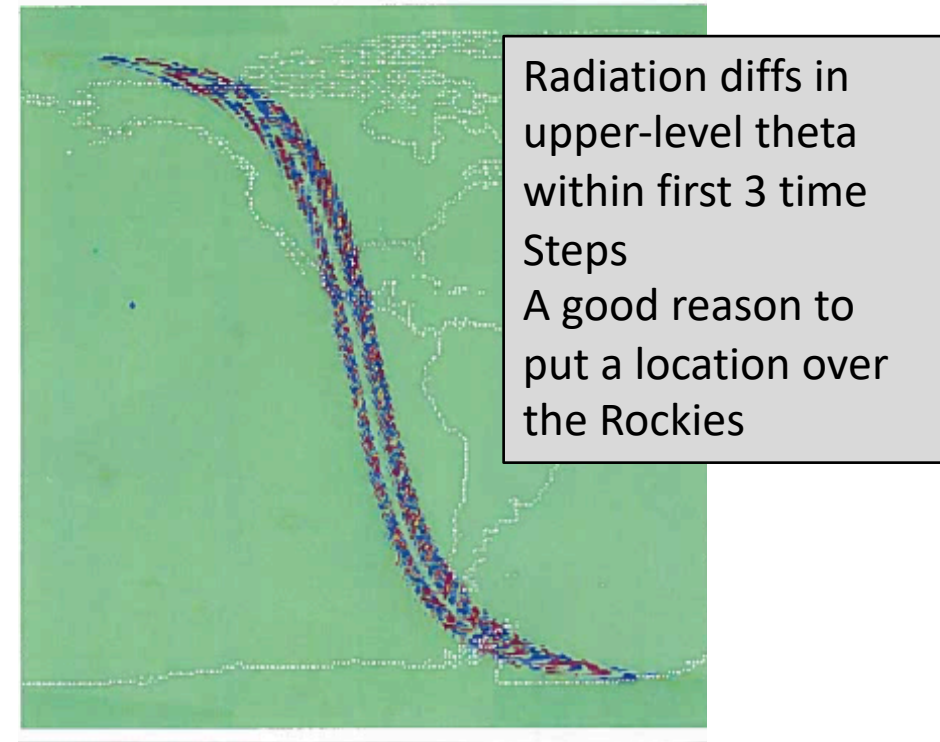 Radiation diffs in
upper-level theta
within first 3 time
Steps
A good reason to
put a location over
the Rockies